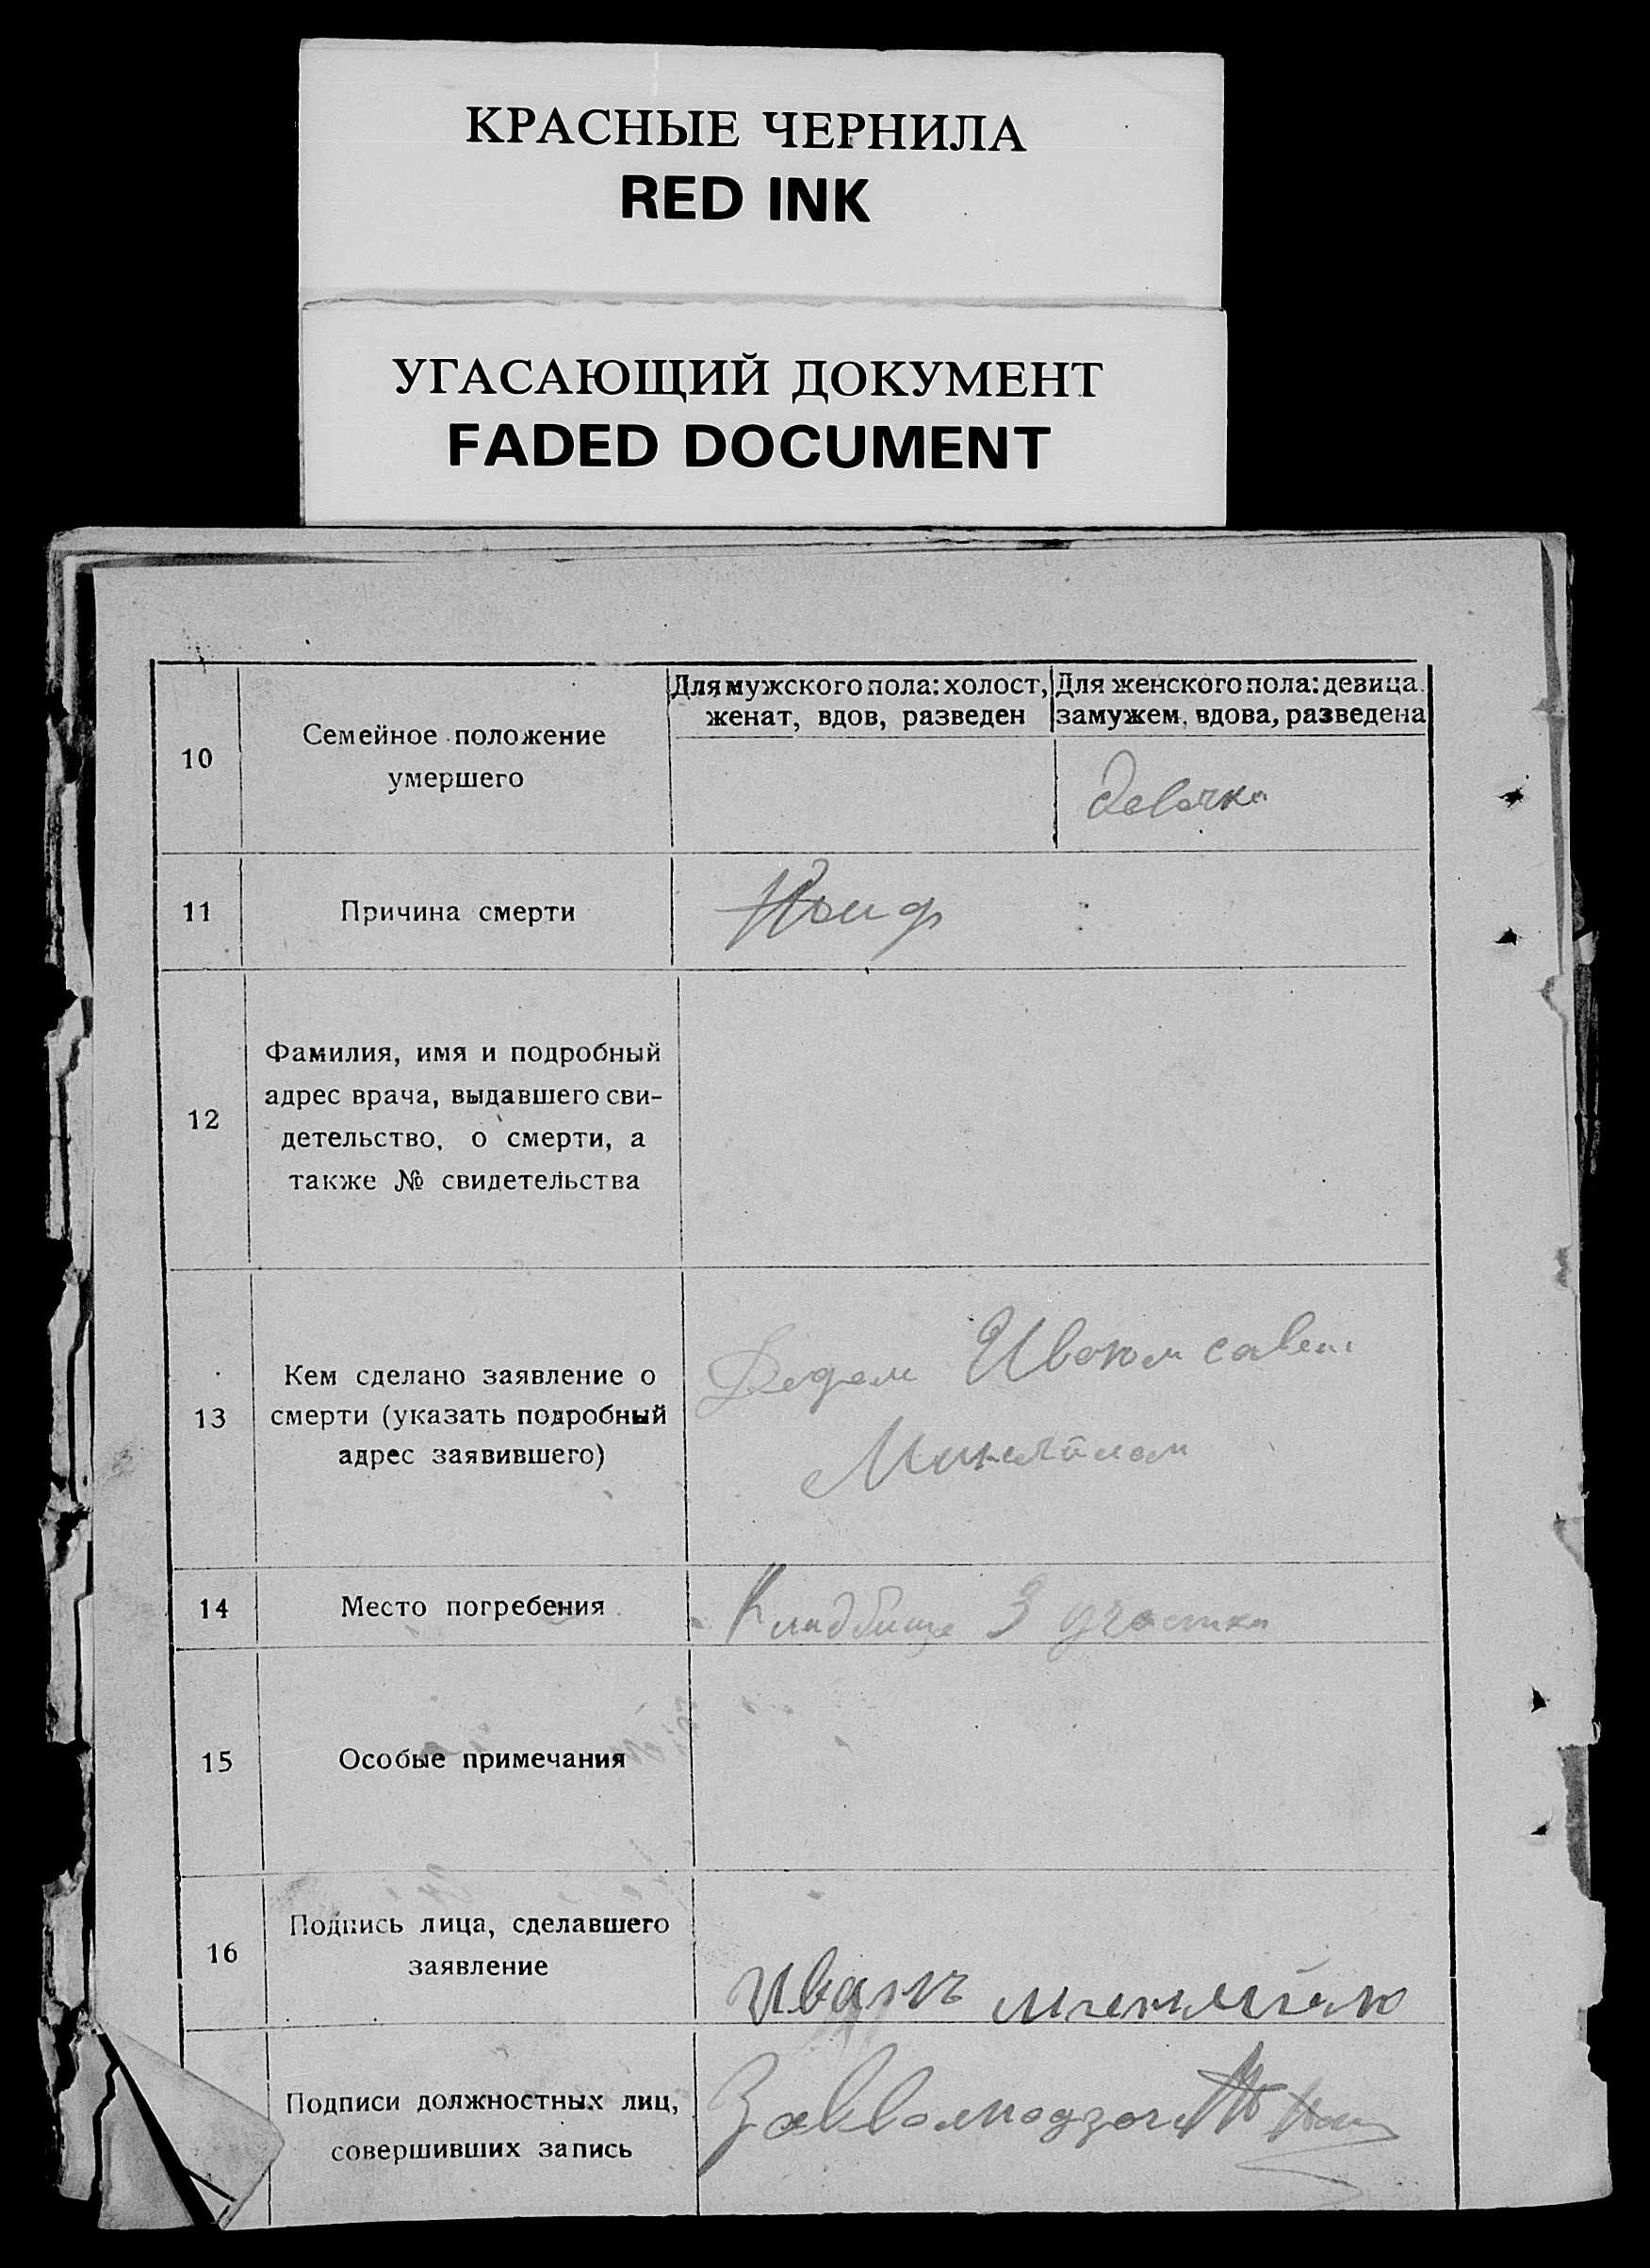 КРАСНЫЕ ЧЕРНИЛА
RED INK
УГАСАЮЩИЙ ДОКУМЕНТ
FADED DOCUMENT
10
Семейное положение
умершего
Для мужского пола: холост,
женат, вдов, разведен
Для женского пола: девица.
замужем, вдова, разведена
девочка
11
Причина смерти
12
Фамилия, имя и подробный
адрес врача, выдавшего сви-
детельство, о смерти, а
также № свидетельства
13
Кем сделано заявление о
смерти (указать подробный
адрес заявившего)
Дедом Иваном
14
Место погребения
Кладбище 3 участка
15
Особые примечания
16
Подпись лица, сделавшего
заявление
Иванъ
Подписи должностных лиц,
совершивших запись